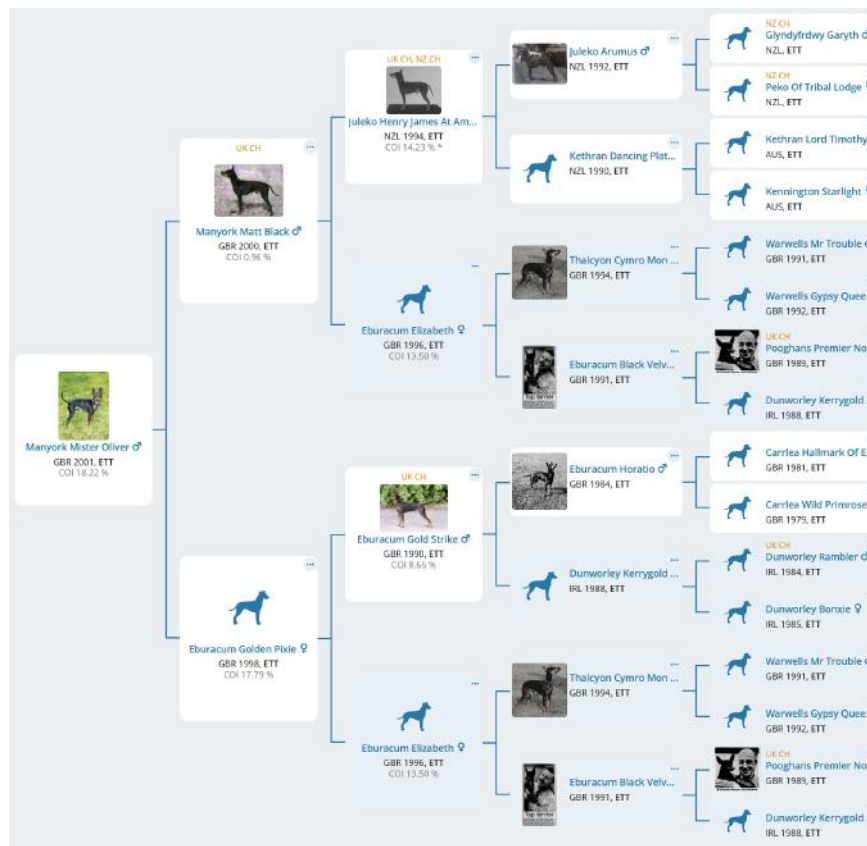 Manyork Mister Oliver ♂
GBR 2001, ETT
COI 18.22 %
UK CH
Manyork Matt Black ♂
GBR 2000, ETT
COI 0.96 %
Eburacum Golden Pixie ♀
GBR 1998, ETT
COI 17.79 %
UK CH, NZ CH
Juleko Henry James At Am...
NZL 1994, ETT
COI 14.23 % *
Eburacum Elizabeth ♀
GBR 1996, ETT
COI 13.50 %
UK CH
Eburacum Gold Strike ♂
GBR 1990, ETT
COI 8.66 %
Eburacum Elizabeth ♀
GBR 1996, ETT
COI 13.50 %
Juleko Arumus ♂
NZL 1992, ETT
Kethran Dancing Plat...
NZL 1990, ETT
Thalcyon Cymro Mon ...
GBR 1994, ETT
Eburacum Black Velv...
GBR 1991, ETT
Eburacum Horatio ♂
GBR 1984, ETT
Dunworley Kerrygold ...
IRL 1988, ETT
Thalcyon Cymro Mon ...
GBR 1994, ETT
Eburacum Black Velv...
GBR 1991, ETT
NZ CH
Glyndyfrdwy Garyth
NZL, ETT
NZ CH
Peko Of Tribal Lodge
NZL, ETT
Kethran Lord Timothy
AUS, ETT
Kennington Starlight
AUS, ETT
Warwells Mr Trouble
GBR 1991, ETT
Warwells Gypsy Quee
GBR 1992, ETT
UK CH
Pooghans Premier No
GBR 1989, ETT
Dunworley Kerrygold
IRL 1988, ETT
Carrlea Hallmark Of E
GBR 1981, ETT
Carrlea Wild Primrose
GBR 1979, ETT
UK CH
Dunworley Rambler ♂
IRL 1984, ETT
Dunworley Bonxie ♀
IRL 1985, ETT
Warwells Mr Trouble
GBR 1991, ETT
Warwells Gypsy Quee
GBR 1992, ETT
UK CH
Pooghans Premier No
GBR 1989, ETT
Dunworley Kerrygold
IRL 1988, ETT